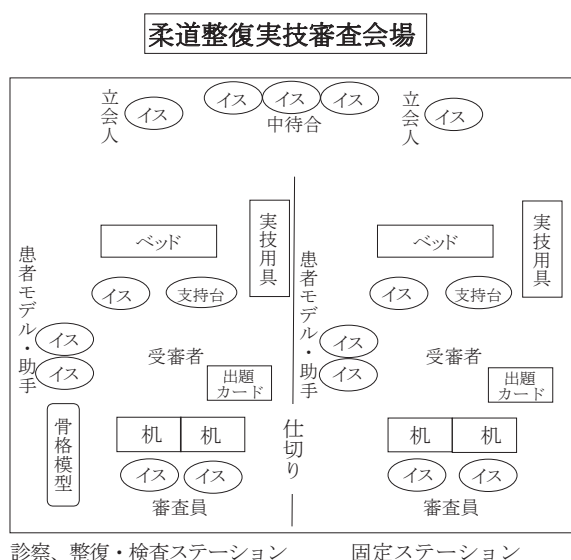 柔道整復実技審査会場
立会人
イス
イス
イス
イス
中待合
立会人
イス
ベッド
実技用具
イス
支持台
患者モデル・助手
イス
イス
受審者
出題
カード
骨格模型
机
机
イス
イス
審査員
仕切り
ベッド
実技用具
イス
支持台
患者モデル・助手
イス
イス
受審者
出題
カード
机
机
イス
イス
審査員
診察、整復・検査ステーション
固定ステーション